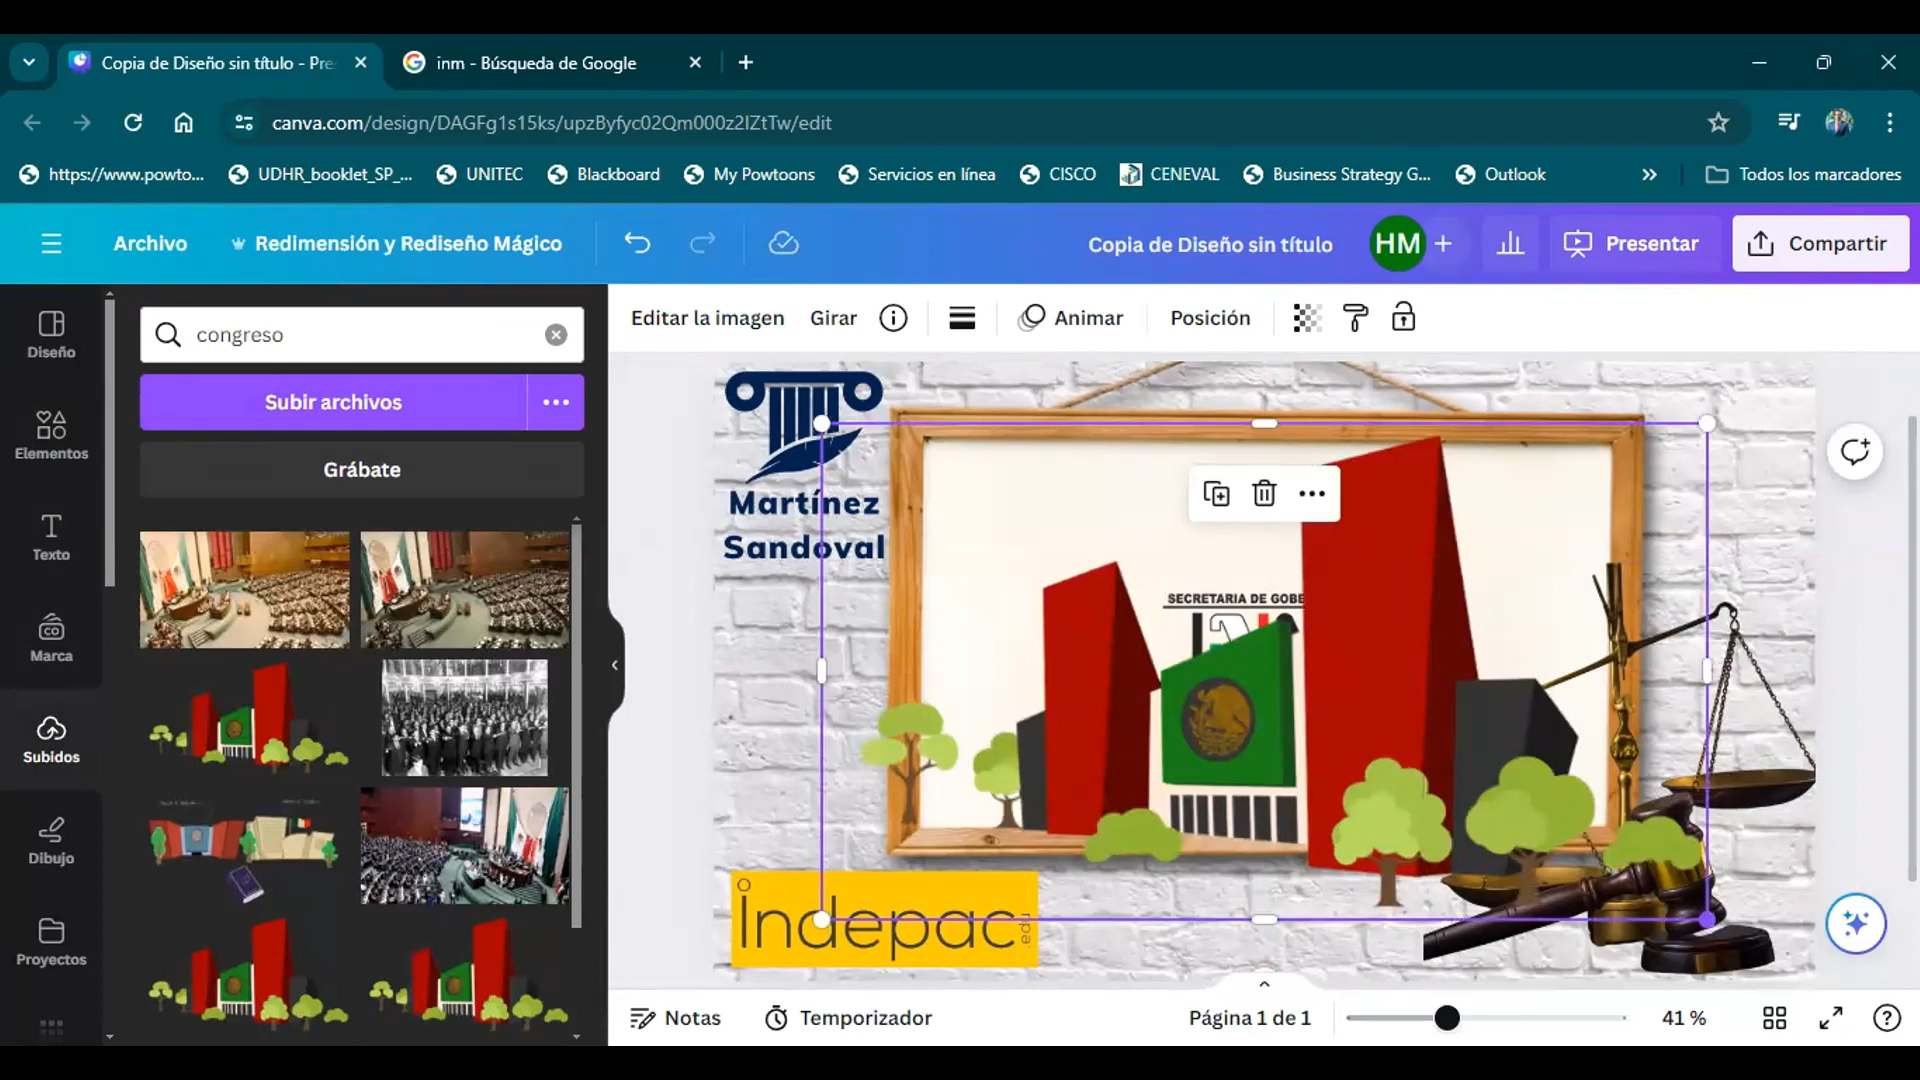 Copia de Diseño sin título - Pre
inm - Búsqueda de Google
canva.com/design/DAGFg1s15ks/upzByfyc02Qm000z2lZtTw/edit
https://www.powto...
UDHR_booklet_SP_...
UNITEC
Blackboard
My Powtoons
Servicios en línea
CISCO
CENEVAL
Business Strategy G...
Outlook
Todos los marcadores
Archivo
Redimensión y Rediseño Mágico
Copia de Diseño sin título
HM
Presentar
Compartir
Diseño
Elementos
Texto
Marca
Subidos
Dibujo
Proyectos
congreso
Subir archivos
Grábate
Editar la imagen
Girar
Animar
Posición
Martínez
Sandoval
SECRETARIA DE GOBE
indepac
.edu
Notas
Temporizador
Página 1 de 1
41 %